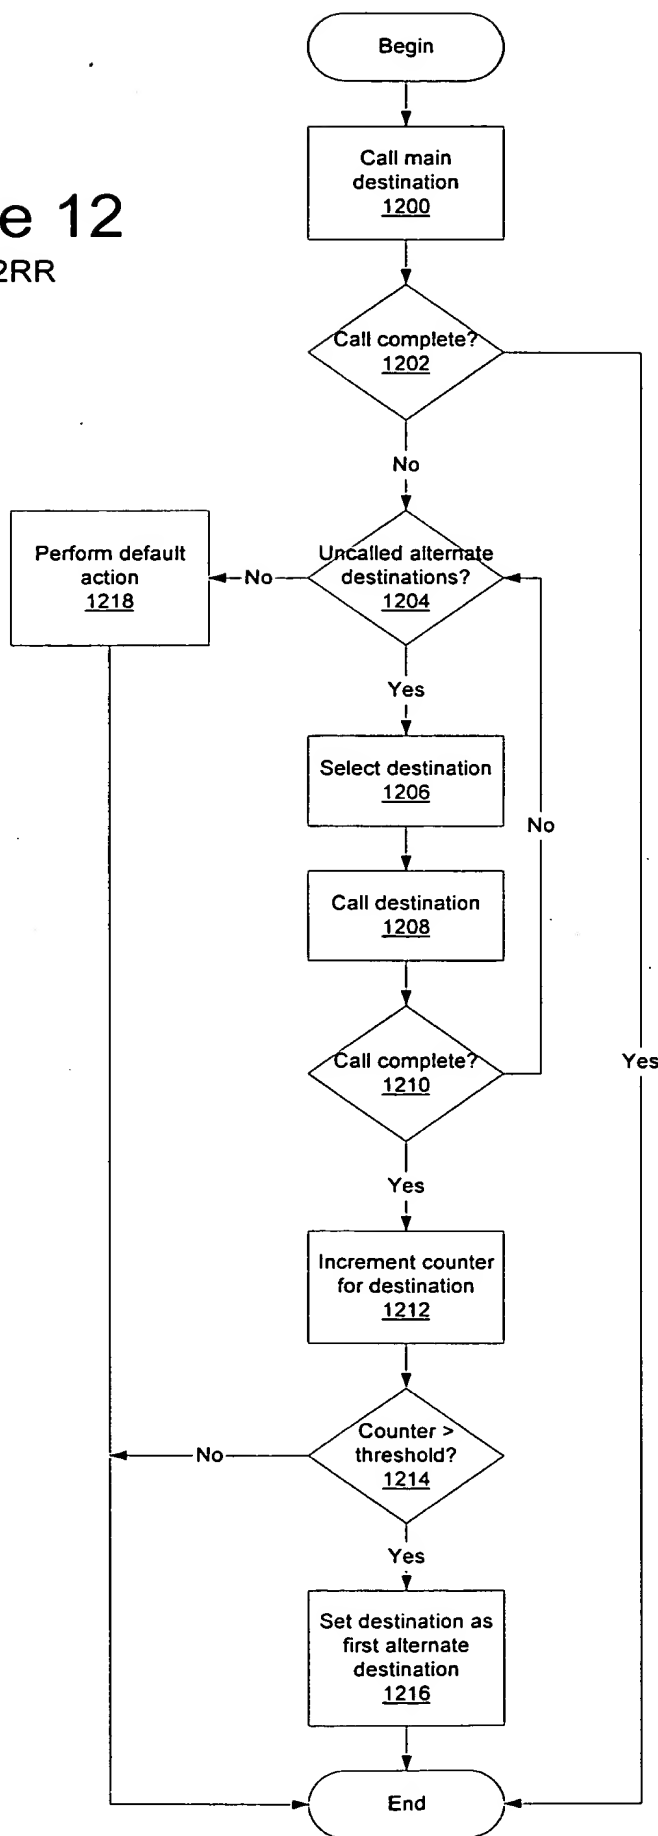 Begin
Call main
destination
1200
e 12
2RR
Call complete?
1202
No
Yes
Uncalled alternate
destinations?
1204
No
Perform default
action
1218
Yes
Select destination
1206
No
Call destination
1208
Call complete?
1210
Yes
Increment counter
for destination
1212
Counter >
threshold?
1214
No
Yes
Set destination as
first alternate
destination
1216
End